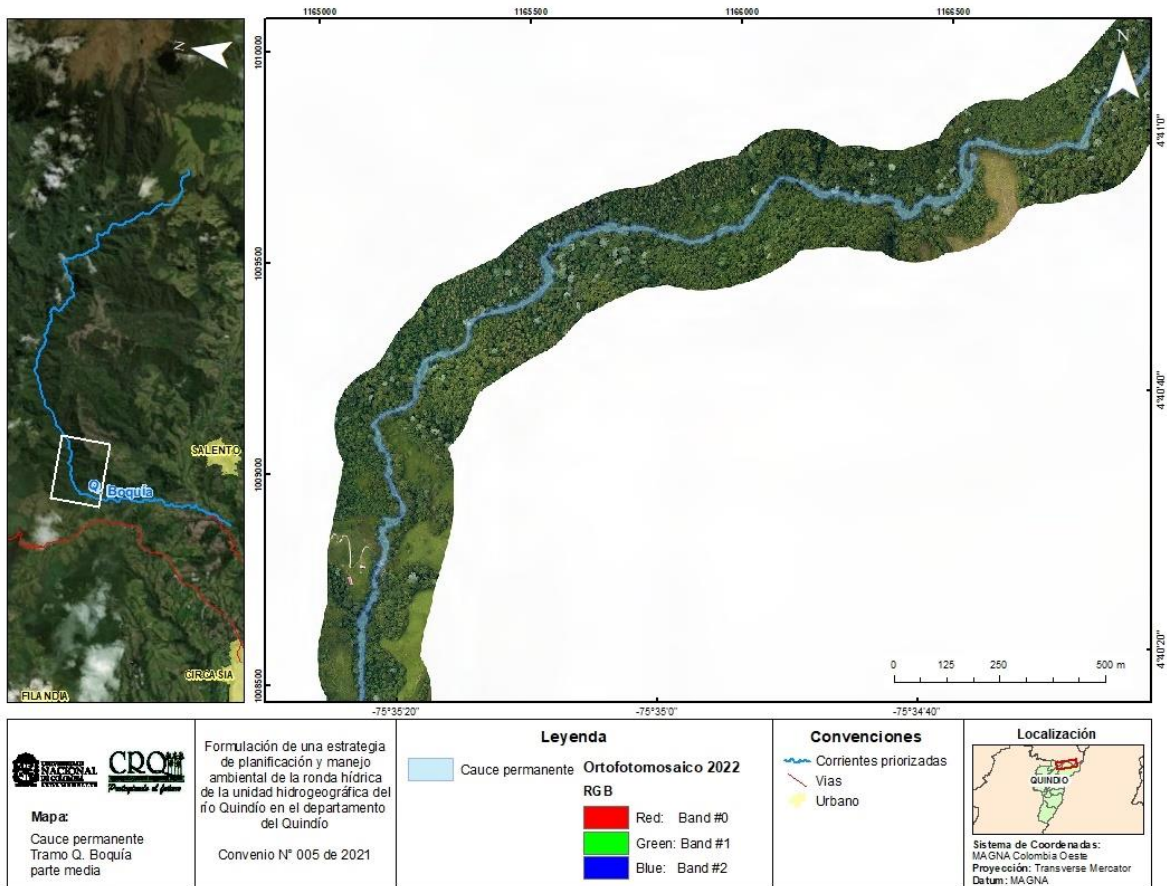 1165000 1165500 1166000 1166500
N
N
1010000
1009500
1009000
1008500
4°41'0"
4°40'40"
4°40'20"
SALENTO
Q. Boquía
CIRCASIA
FILANDIA
0 125 250 500 m
-75°35'20" -75°35'0" -75°34'40"
UNIVERSIDAD
NACIONAL
DE COLOMBIA
CRQ
Protegiendo el futuro
Mapa:
Cauce permanente
Tramo Q. Boquía
parte media
Formulación de una estrategia
de planificación y manejo
ambiental de la ronda hídrica
de la unidad hidrogeográfica del
río Quindío en el departamento
del Quindío
Convenio N° 005 de 2021
Leyenda
Cauce permanente
Ortofotomosaico 2022
RGB
Red: Band #0
Green: Band #1
Blue: Band #2
Convenciones
Corrientes priorizadas
Vias
Urbano
Localización
QUINDIO
Sistema de Coordenadas:
MAGNA Colombia Oeste
Proyección: Transverse Mercator
Datum: MAGNA